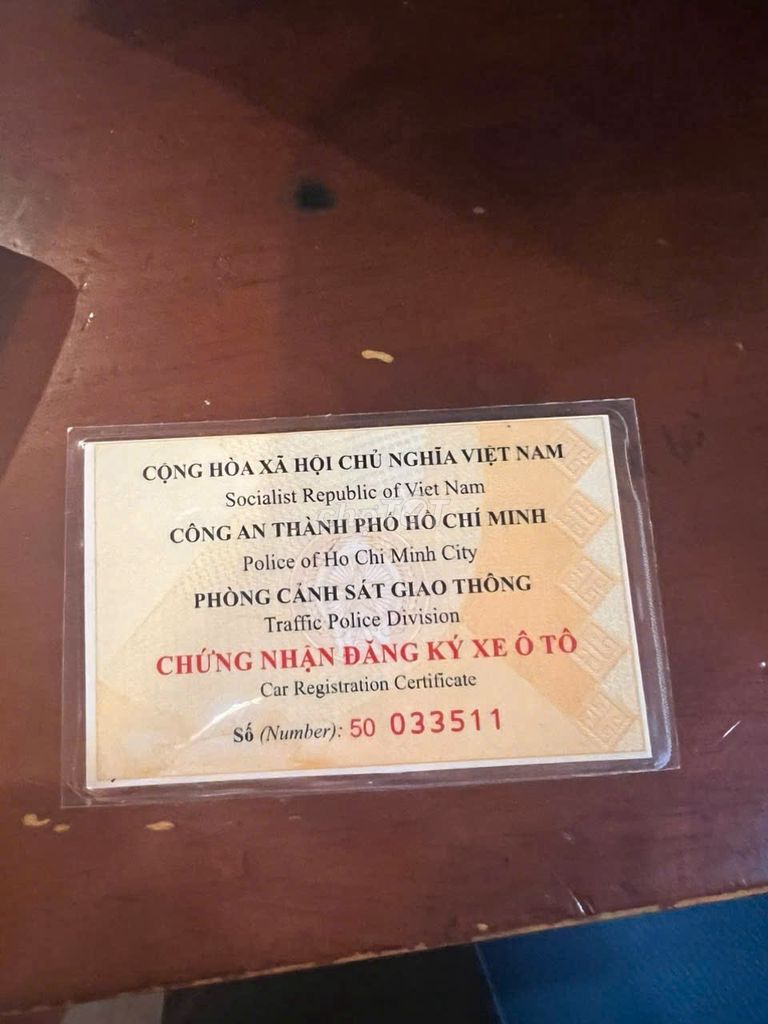 CỘNG HÒA XÃ HỘI CHỦ NGHĨA VIỆT NAM
Socialist Republic of Viet Nam
CÔNG AN THÀNH PHỐ HỒ CHÍ MINH
Police of Ho Chi Minh City
PHÒNG CẢNH SÁT GIAO THÔNG
Traffic Police Division
CHỨNG NHẬN ĐĂNG KÝ XE Ô TÔ
Car Registration Certificate
Số (Number): 50 033511